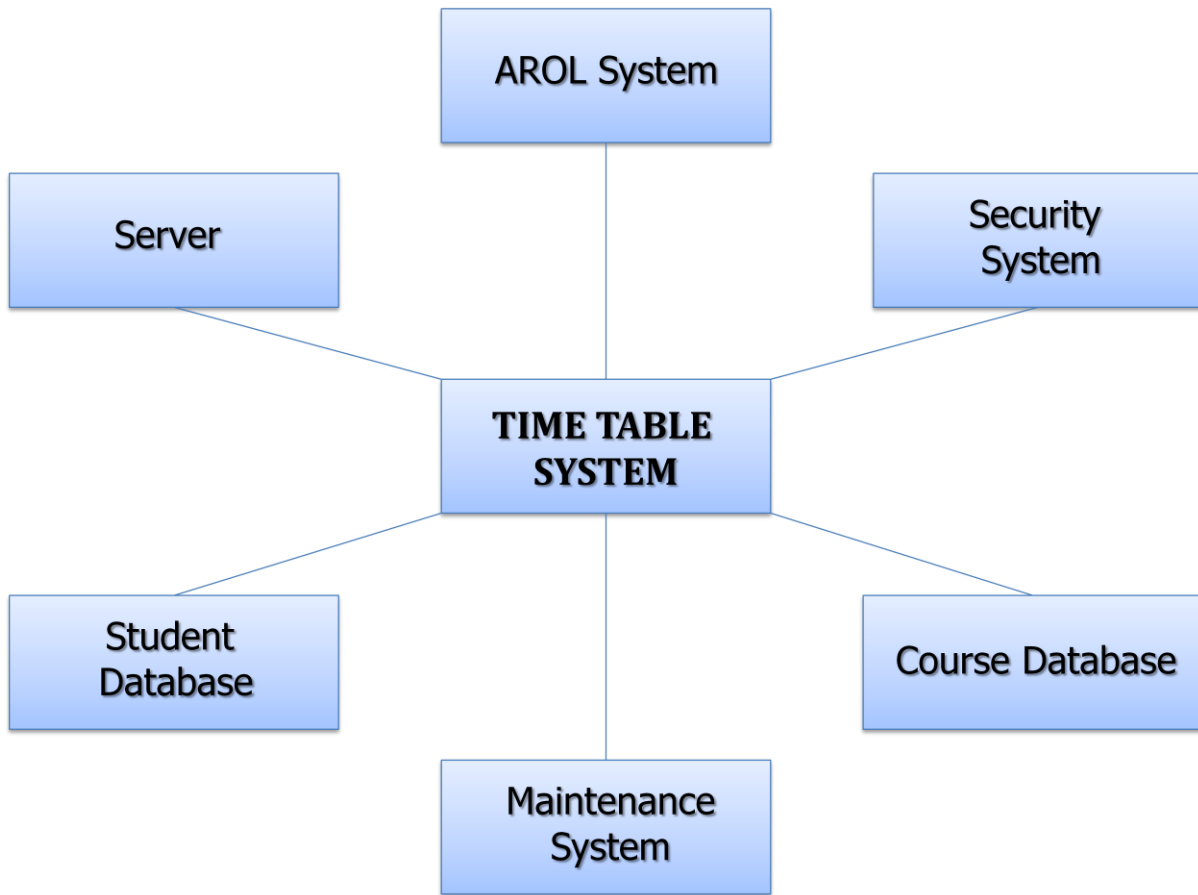 AROL System
Server
Security
System
TIME TABLE
SYSTEM
Student
Database
Course Database
Maintenance
System